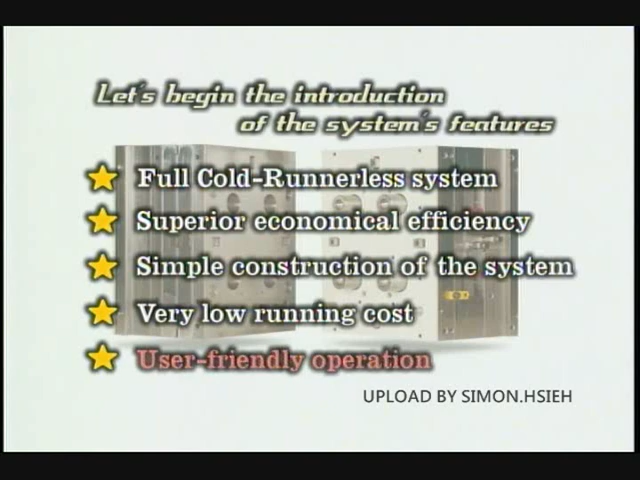 Let's begin the introduction
of the system's features
Full Cold-Runnerless system
Superior economical efficiency
Simple construction of the system
Very low running cost
User-friendly operation
UPLOAD BY SIMON.HSIEH